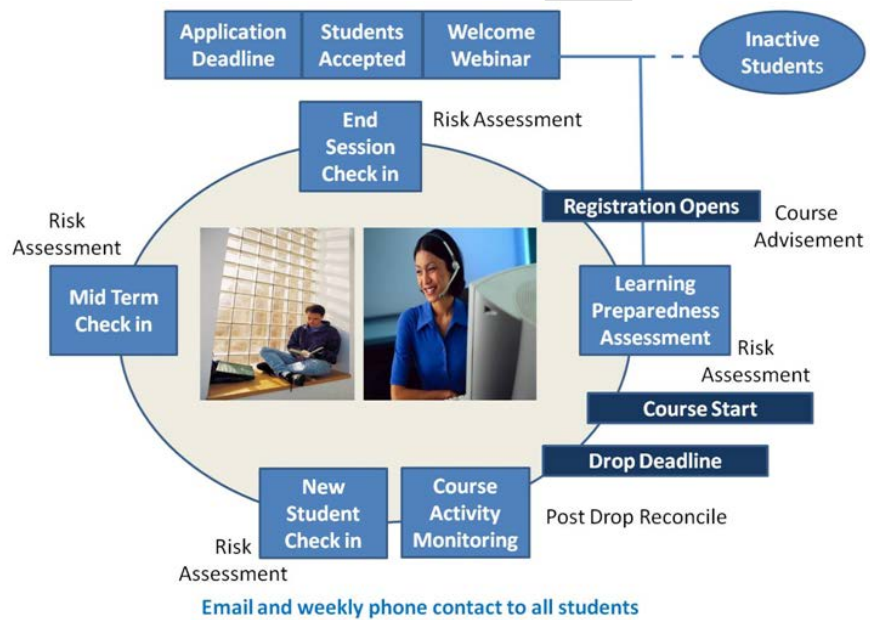 Application
Deadline
Students
Accepted
Welcome
Webinar
Inactive
Students
End
Session
Check in
Risk Assessment
Registration Opens
Course
Advisement
Risk
Assessment
Mid Term
Check in
Learning
Preparedness
Assessment
Risk
Assessment
Course Start
Drop Deadline
New
Student
Check in
Course
Activity
Monitoring
Post Drop Reconcile
Risk
Assessment
Email and weekly phone contact to all students